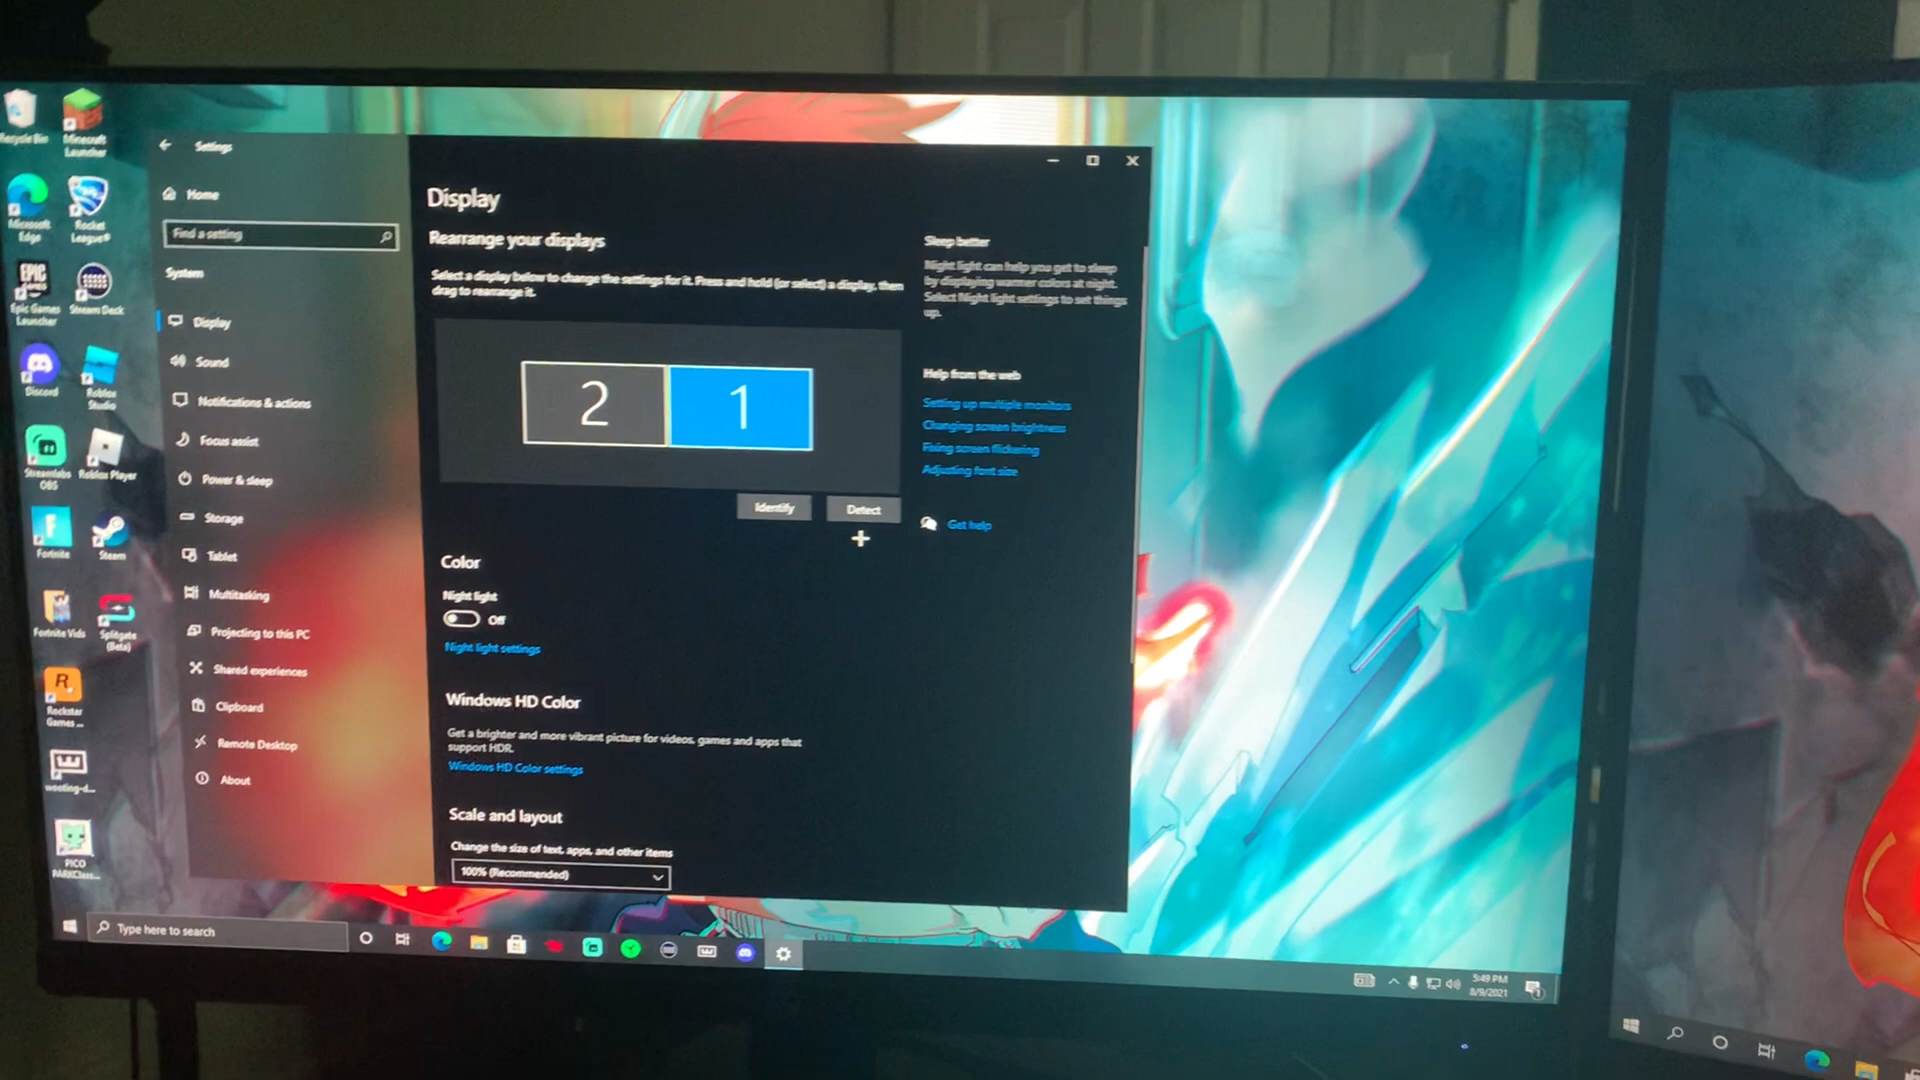 Recycle Bin
Minecraft
Launcher
Microsoft
Edge
Rocket
League®
EPIC
GAMES
Epic Games
Launcher
Stream Deck
Discord
Roblox
Studio
Streamlabs
OBS
Roblox Player
F
Fortnite
Steam
Fortnite Vids
Splitgate
(Beta)
R
Rockstar
Games ...
wooting-d...
PICO
PARKClass...
Settings
Home
Find a setting
System
Display
Sound
Notifications & actions
Focus assist
Power & sleep
Storage
Tablet
Multitasking
Projecting to this PC
Shared experiences
Clipboard
Remote Desktop
About
Display
Rearrange your displays
Select a display below to change the settings for it. Press and hold (or select) a display, then
drag to rearrange it.
2
1
Identify
Detect
Color
Night light
Off
Night light settings
Windows HD Color
Get a brighter and more vibrant picture for videos, games and apps that
support HDR.
Windows HD Color settings
Scale and layout
Change the size of text, apps, and other items
100% (Recommended)
Sleep better
Night light can help you get to sleep
by displaying warmer colors at night.
Select Night light settings to set things
up.
Help from the web
Setting up multiple monitors
Changing screen brightness
Fixing screen flickering
Adjusting font size
Get help
Type here to search
5:49 PM
8/9/2021
1